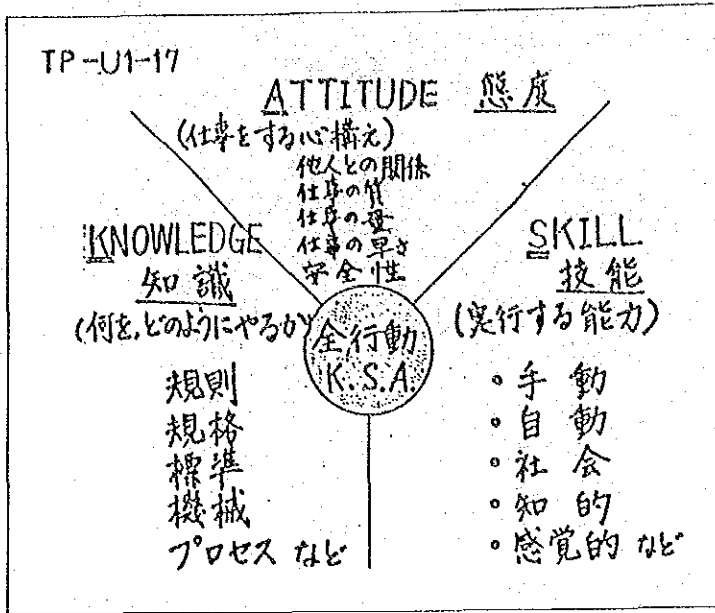 TP-U1-17
ATTITUDE 態度
(仕事をする心構え)
他人との関係
仕事の質
仕事の量
仕事の早さ
安全性
KNOWLEDGE
知識
(何を,どのようにやるか)
規則
規格
標準
機械
プロセス など
SKILL
技能
(実行する能力)
• 手動
• 自動
• 社会
• 知的
• 感覚的 など
全行動
K.S.A.